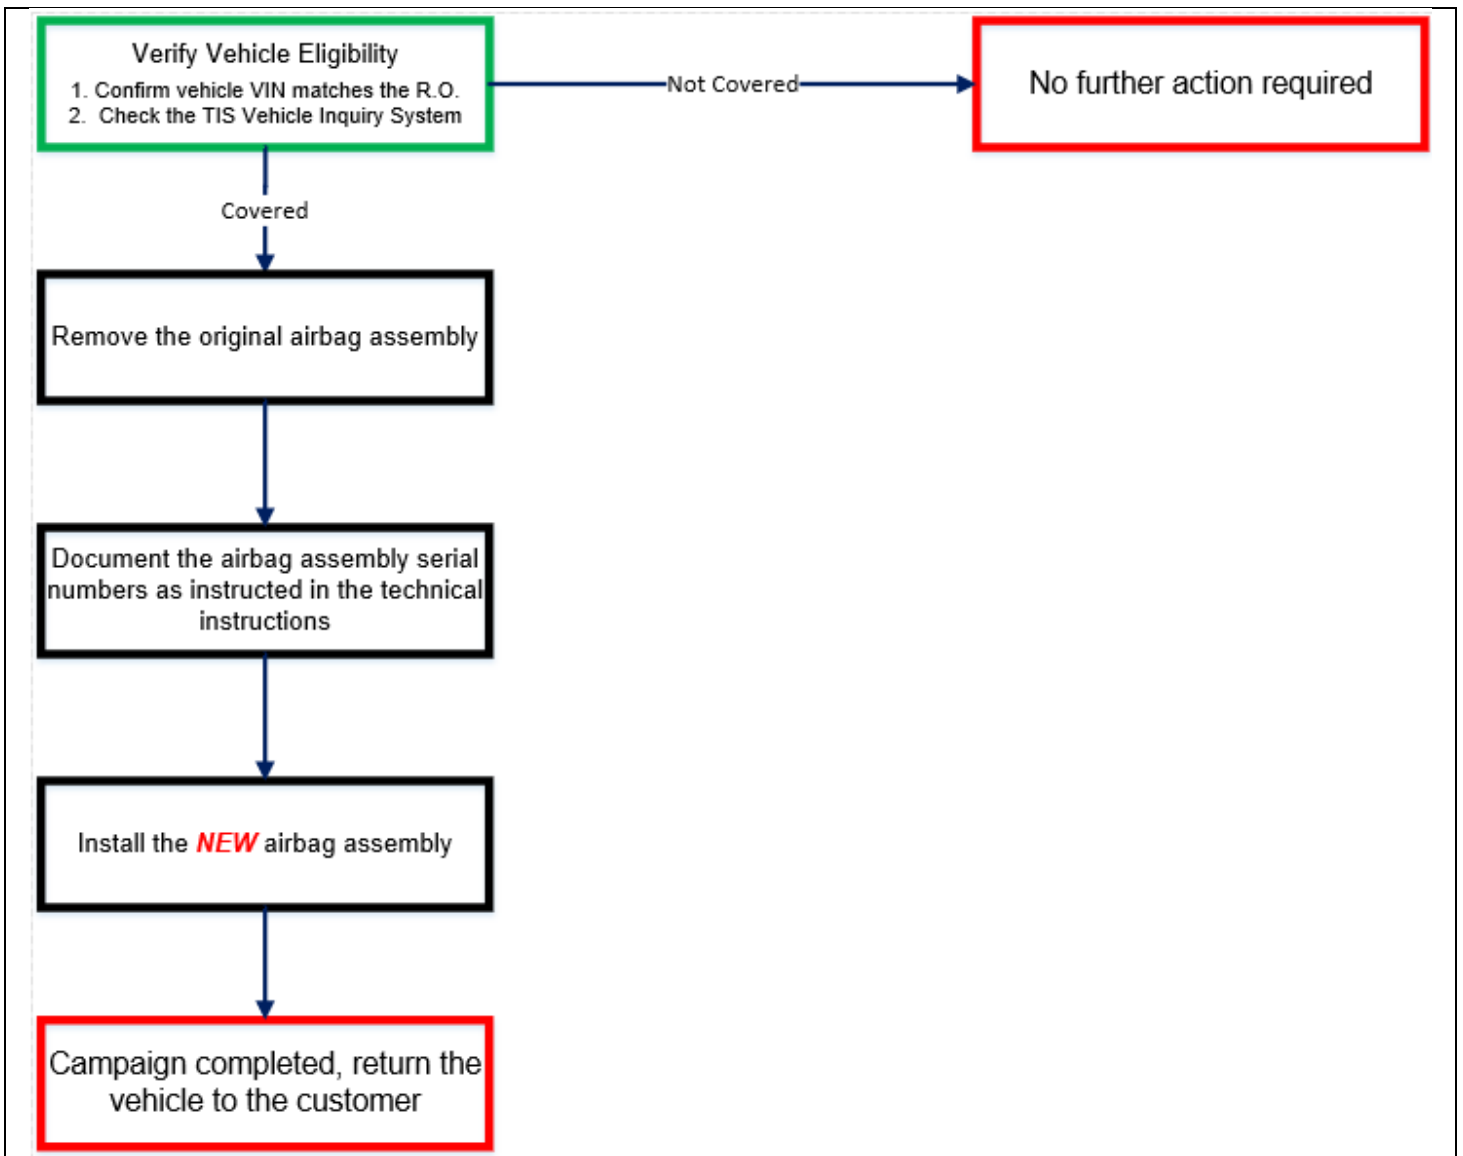 Verify Vehicle Eligibility
1. Confirm vehicle VIN matches the R.O.
2. Check the TIS Vehicle Inquiry System
Not Covered
No further action required
Covered
Remove the original airbag assembly
Document the airbag assembly serial
numbers as instructed in the technical
instructions
Install the NEW airbag assembly
Campaign completed, return the
vehicle to the customer